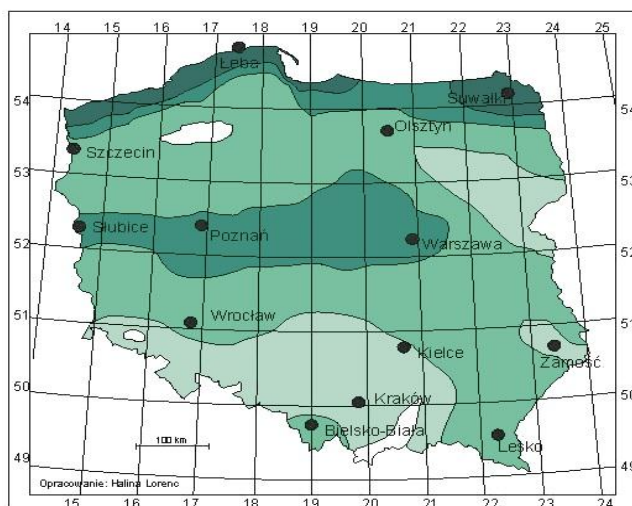 14 15 16 17 18 19 20 21 22 23 24 25
Łeba
54 54
Suwałki
Olsztyn
Szczecin
53 53
Słubice
Poznań
Warszawa
52 52
Wrocław
51 51
Kielce
Zamość
50 50
Kraków
Bielsko-Biała
Lesko
100 km
49 49
Opracowanie: Halina Lorenc
15 16 17 18 19 20 21 22 23 24